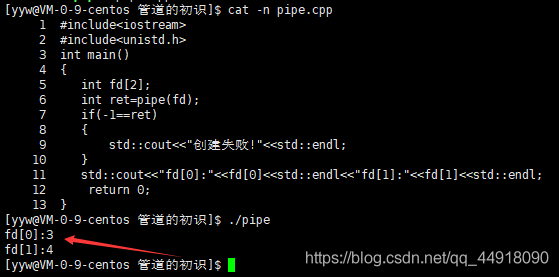 [yyw@VM-0-9-centos 管道的初识]$ cat -n pipe.cpp
1 #include<iostream>
2 #include<unistd.h>
3 int main()
4 {
5 int fd[2];
6 int ret=pipe(fd);
7 if(-1==ret)
8 {
9 std::cout<<"创建失败!"<<std::endl;
10 }
11 std::cout<<"fd[0]:"<<fd[0]<<std::endl<<"fd[1]:"<<fd[1]<<std::endl;
12 return 0;
13 }
[yyw@VM-0-9-centos 管道的初识]$ ./pipe
fd[0]:3
fd[1]:4
[yyw@VM-0-9-centos 管道的初识]$
https://blog.csdn.net/qq_44918090